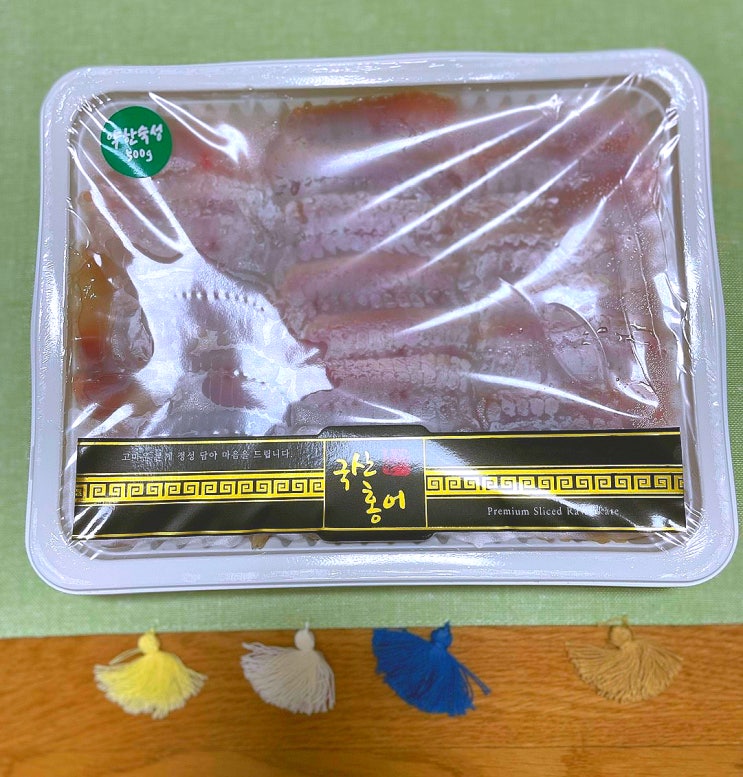 약산숙성
500g
고마운 분께 정성 담아 마음을 드립니다.
국산
홍어
Premium Sliced Raw Skate